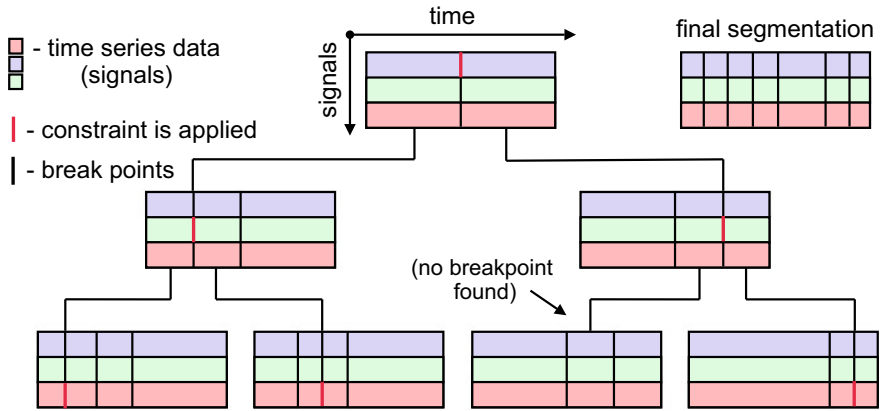 time
final segmentation
- time series data
(signals)
signals
- constraint is applied
- break points
(no breakpoint
found)